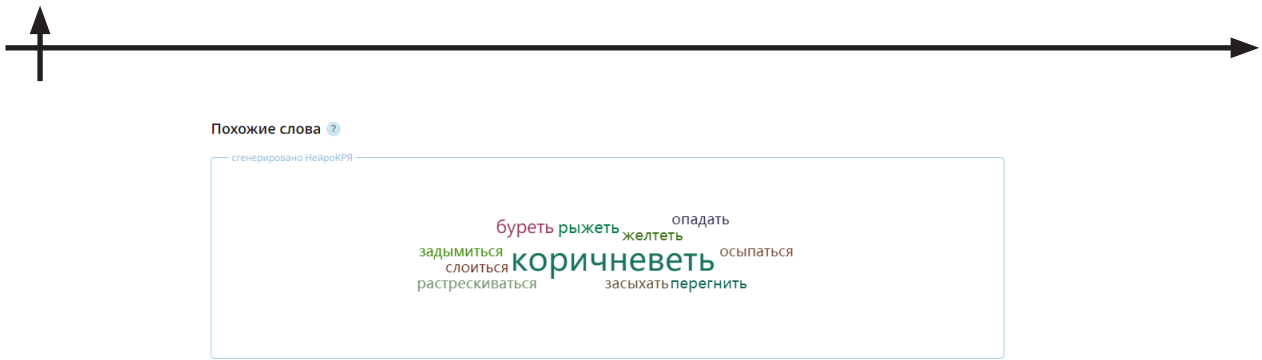 Похожие слова ?
сгенерировано НейроКРЯ
опадать
буреть рыжеть
желтеть
задымиться коричневеть осыпаться
слоиться
растрескиваться засыхать перегнить